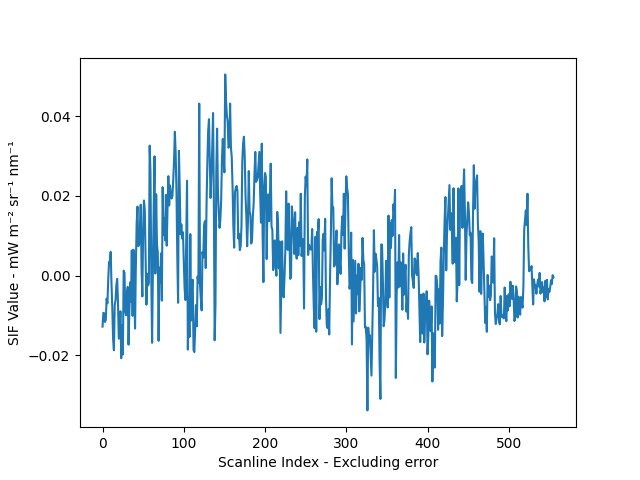 SIF Value - mW m⁻² sr⁻¹ nm⁻¹
0.04
0.02
0.00
−0.02
0 100 200 300 400 500
Scanline Index - Excluding error